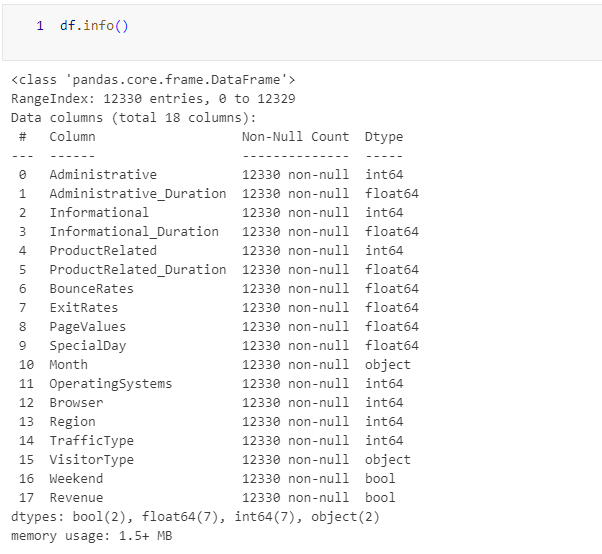 1 df.info()
<class 'pandas.core.frame.DataFrame'>
RangeIndex: 12330 entries, 0 to 12329
Data columns (total 18 columns):
 #   Column                   Non-Null Count  Dtype
---  ------                   --------------  -----
 0   Administrative           12330 non-null  int64
 1   Administrative_Duration  12330 non-null  float64
 2   Informational            12330 non-null  int64
 3   Informational_Duration   12330 non-null  float64
 4   ProductRelated           12330 non-null  int64
 5   ProductRelated_Duration  12330 non-null  float64
 6   BounceRates              12330 non-null  float64
 7   ExitRates                12330 non-null  float64
 8   PageValues               12330 non-null  float64
 9   SpecialDay               12330 non-null  float64
 10  Month                    12330 non-null  object
 11  OperatingSystems         12330 non-null  int64
 12  Browser                  12330 non-null  int64
 13  Region                   12330 non-null  int64
 14  TrafficType              12330 non-null  int64
 15  VisitorType              12330 non-null  object
 16  Weekend                  12330 non-null  bool
 17  Revenue                  12330 non-null  bool
dtypes: bool(2), float64(7), int64(7), object(2)
memory usage: 1.5+ MB